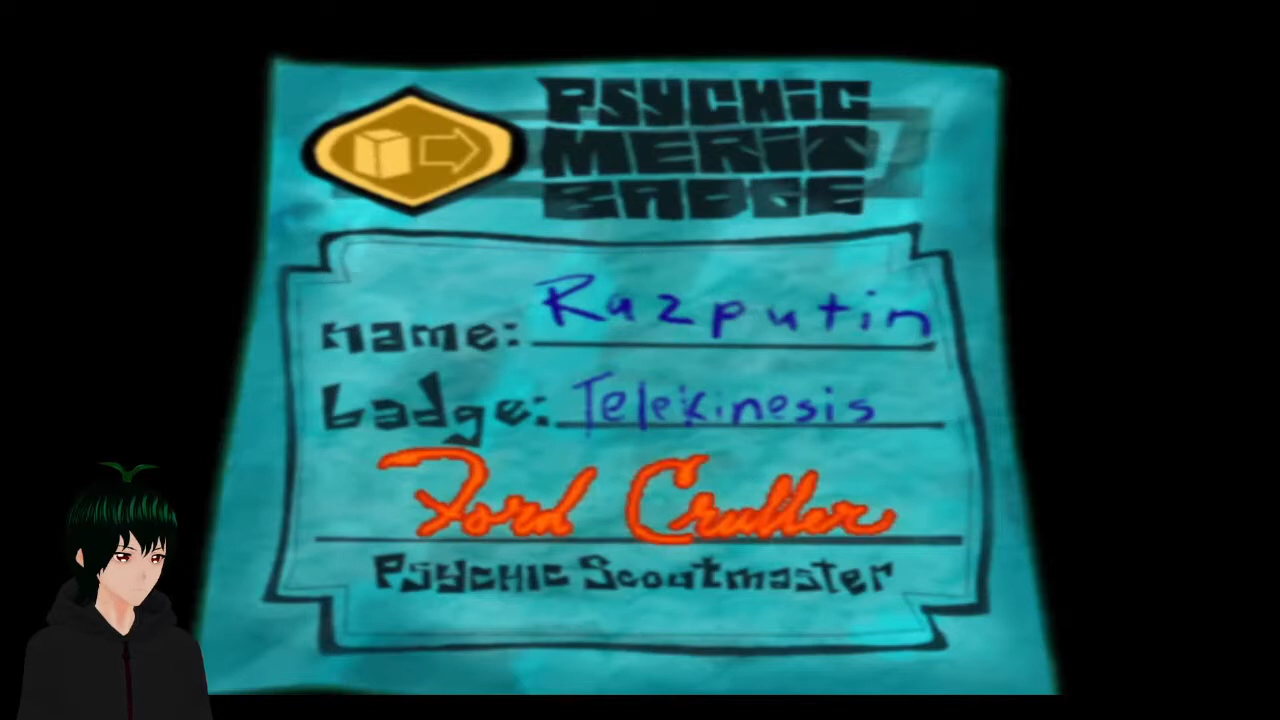 PSYCHIC
MERIT
BADGE
name: Razputin
badge: Telekinesis
Ford Cruller
Psychic Scoutmaster